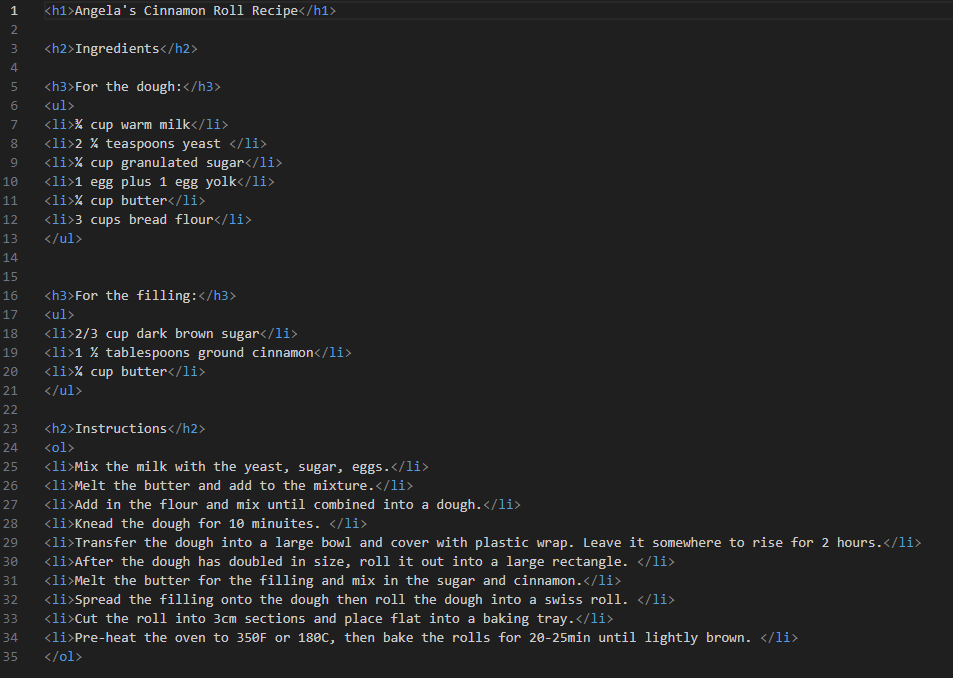 1 <h1>Angela's Cinnamon Roll Recipe</h1>
2
3 <h2>Ingredients</h2>
4
5 <h3>For the dough:</h3>
6 <ul>
7 <li>¾ cup warm milk</li>
8 <li>2 ¼ teaspoons yeast </li>
9 <li>¼ cup granulated sugar</li>
10 <li>1 egg plus 1 egg yolk</li>
11 <li>¼ cup butter</li>
12 <li>3 cups bread flour</li>
13 </ul>
14
15
16 <h3>For the filling:</h3>
17 <ul>
18 <li>2/3 cup dark brown sugar</li>
19 <li>1 ½ tablespoons ground cinnamon</li>
20 <li>¼ cup butter</li>
21 </ul>
22
23 <h2>Instructions</h2>
24 <ol>
25 <li>Mix the milk with the yeast, sugar, eggs.</li>
26 <li>Melt the butter and add to the mixture.</li>
27 <li>Add in the flour and mix until combined into a dough.</li>
28 <li>Knead the dough for 10 minuites. </li>
29 <li>Transfer the dough into a large bowl and cover with plastic wrap. Leave it somewhere to rise for 2 hours.</li>
30 <li>After the dough has doubled in size, roll it out into a large rectangle. </li>
31 <li>Melt the butter for the filling and mix in the sugar and cinnamon.</li>
32 <li>Spread the filling onto the dough then roll the dough into a swiss roll. </li>
33 <li>Cut the roll into 3cm sections and place flat into a baking tray.</li>
34 <li>Pre-heat the oven to 350F or 180C, then bake the rolls for 20-25min until lightly brown. </li>
35 </ol>